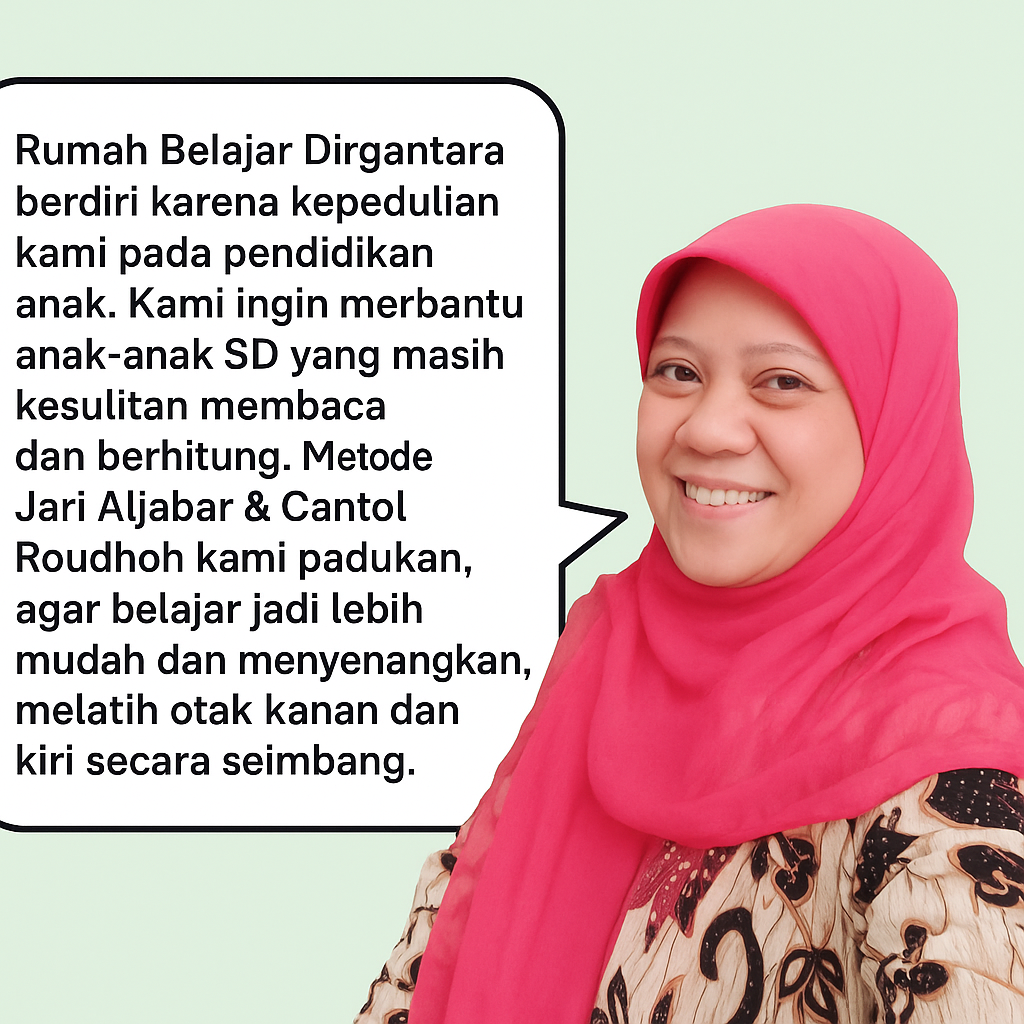 Rumah Belajar Dirgantara
berdiri karena kepedulian
kami pada pendidikan
anak. Kami ingin merbantu
anak-anak SD yang masih
kesulitan membaca
dan berhitung. Metode
Jari Aljabar & Cantol
Roudhoh kami padukan,
agar belajar jadi lebih
mudah dan menyenangkan,
melatih otak kanan dan
kiri secara seimbang.